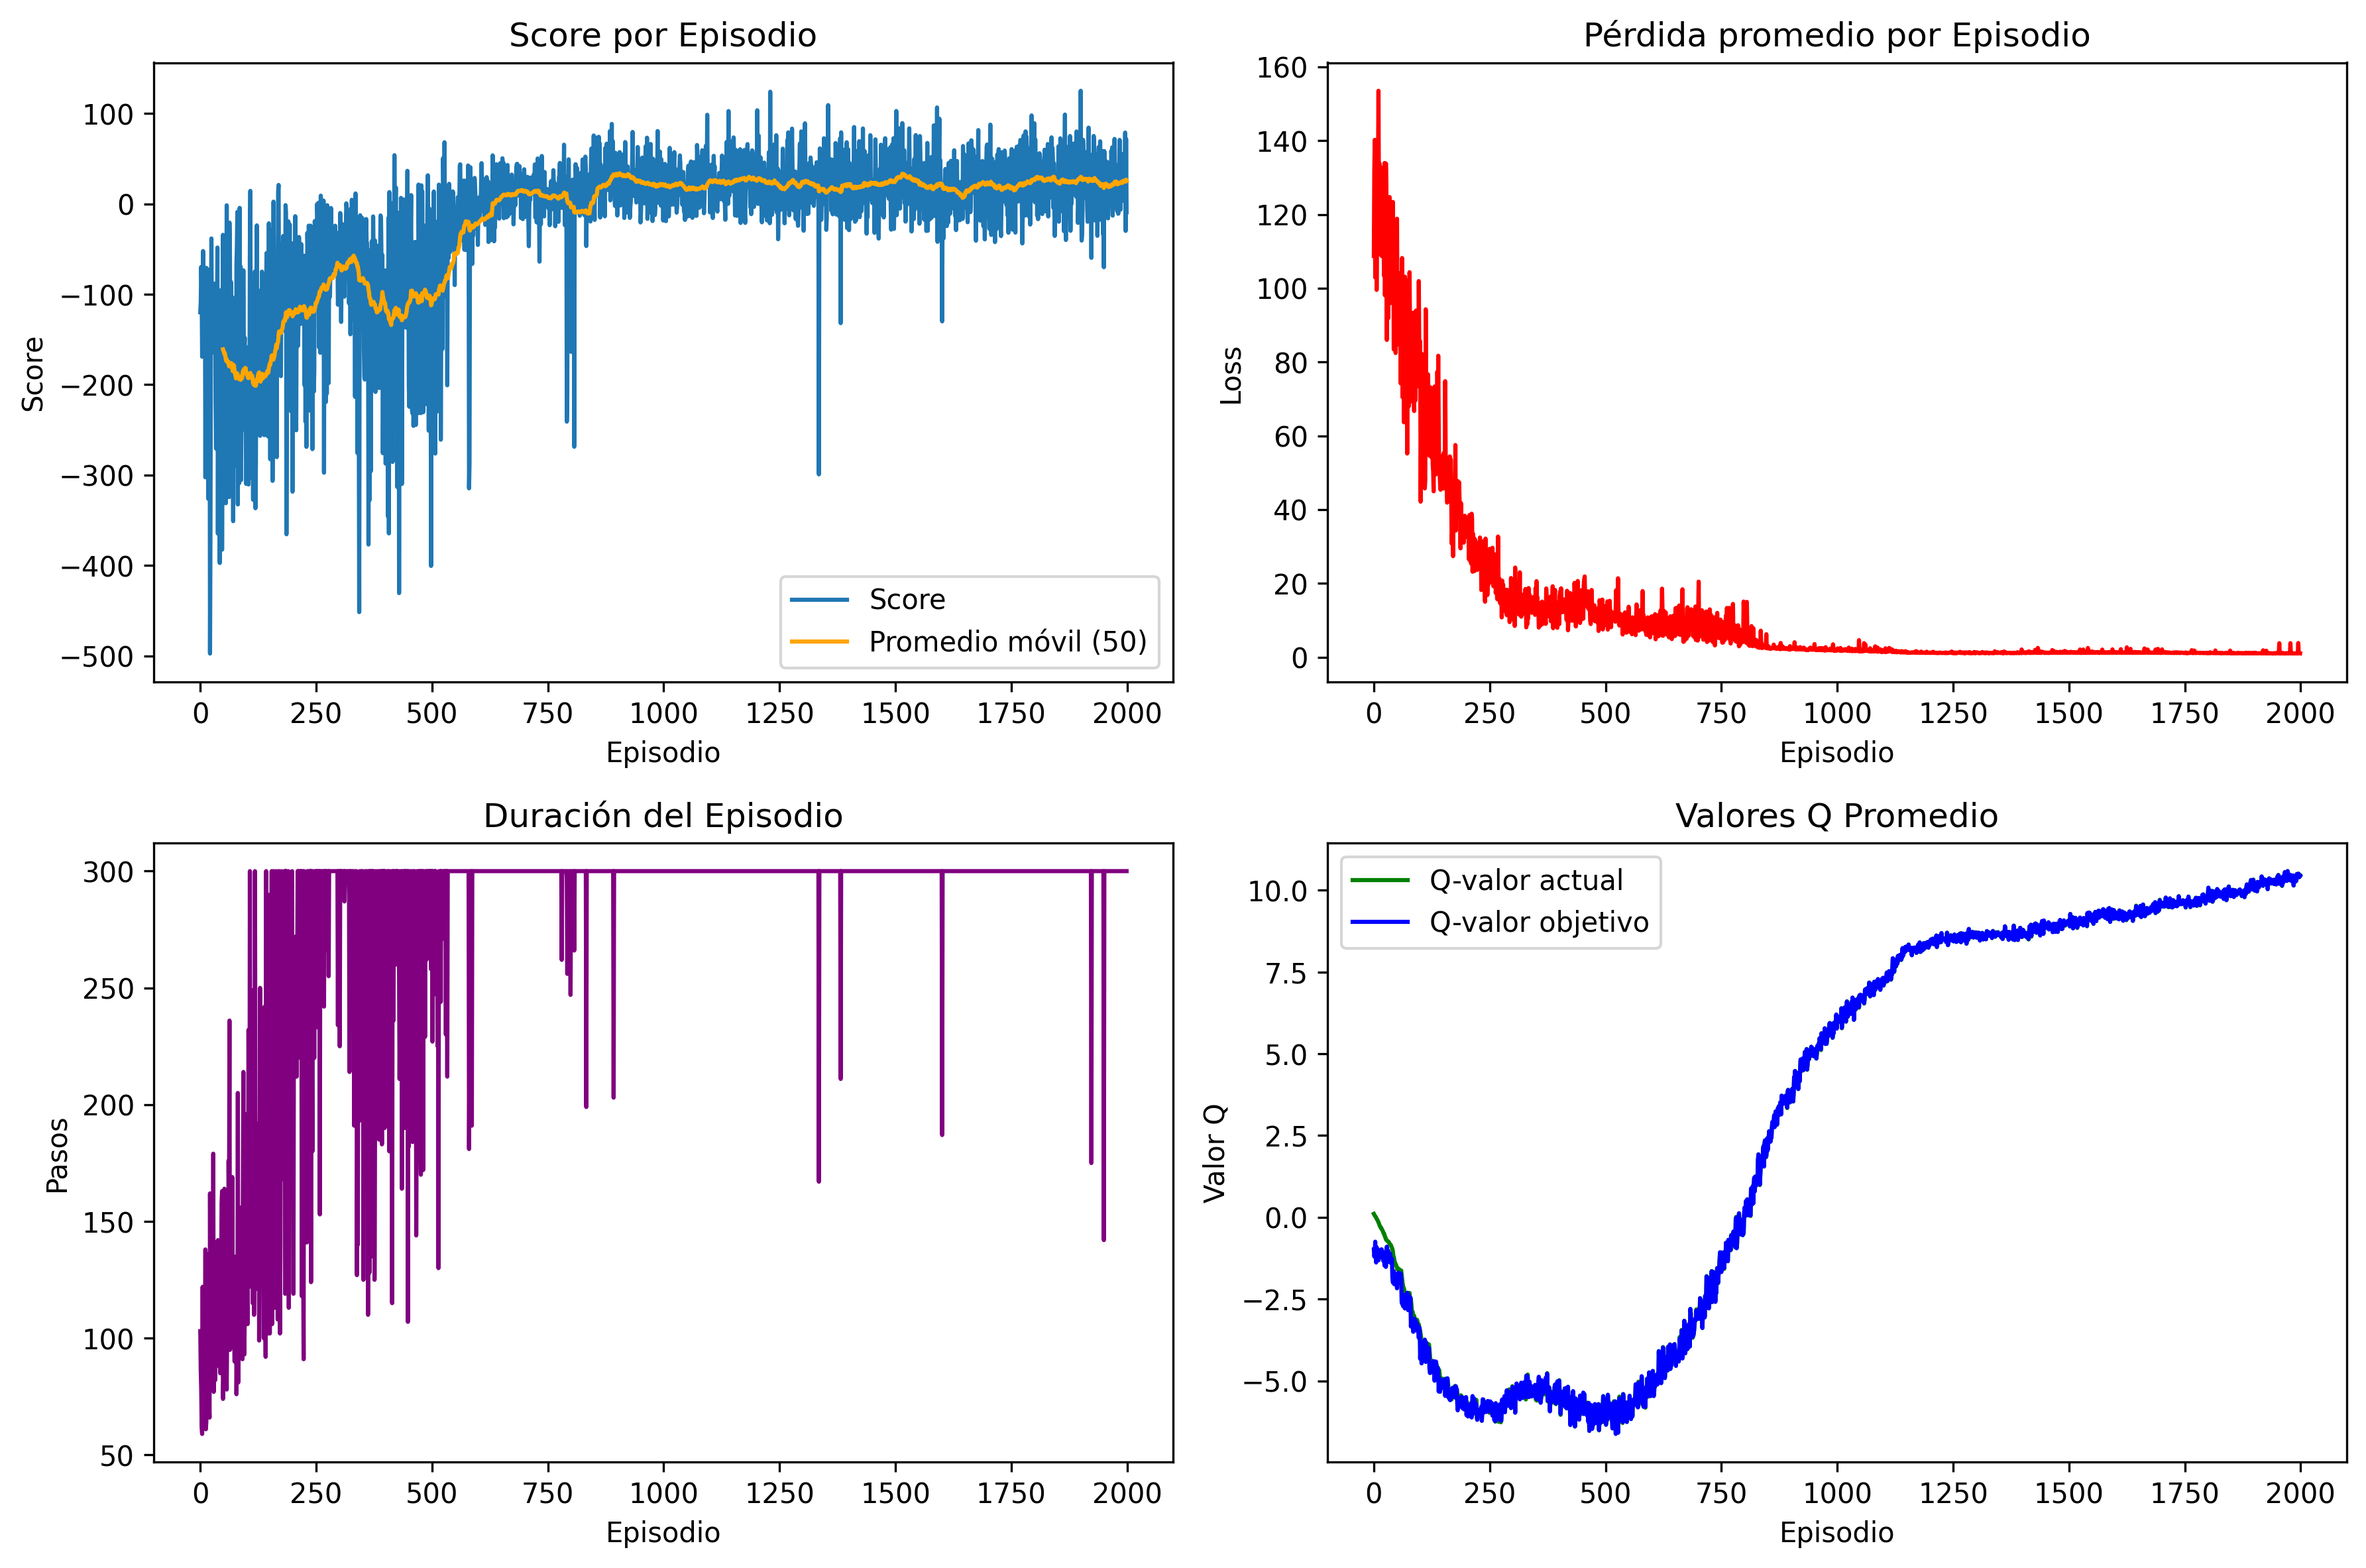 Score por Episodio
100
0
−100
−200
−300
−400
−500
Score
Score
Promedio móvil (50)
0 250 500 750 1000 1250 1500 1750 2000
Episodio
Pérdida promedio por Episodio
160
140
120
100
80
60
40
20
0
Loss
0 250 500 750 1000 1250 1500 1750 2000
Episodio
Duración del Episodio
300
250
200
150
100
50
Pasos
0 250 500 750 1000 1250 1500 1750 2000
Episodio
Valores Q Promedio
Q-valor actual
Q-valor objetivo
10.0
7.5
5.0
2.5
0.0
−2.5
−5.0
Valor Q
0 250 500 750 1000 1250 1500 1750 2000
Episodio